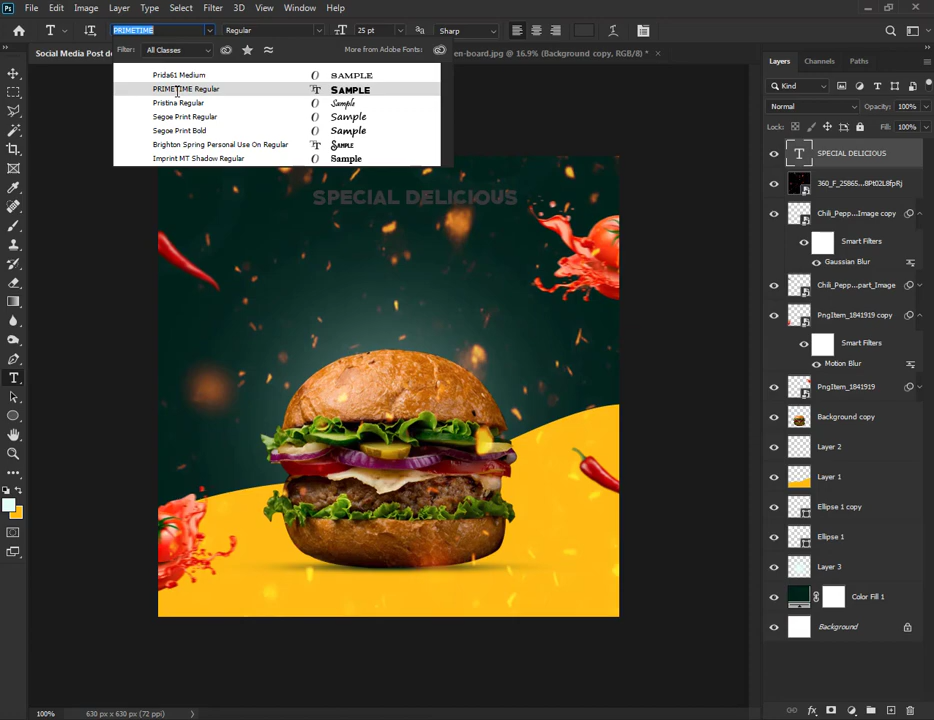 Ps File Edit Image Layer Type Select Filter 3D View Window Help
T PRIMETIME Regular 25 pt Sharp
Filter: All Classes More from Adobe Fonts:
Social Media Post de
en-board.jpg @ 16.9% (Background copy, RGB/8) * ×
Prida61 Medium O SAMPLE
PRIMETIME Regular SAMPLE
Pristina Regular O Sample
Segoe Print Regular O Sample
Segoe Print Bold O Sample
Brighton Spring Personal Use On Regular SAMPLE
Imprint MT Shadow Regular O Sample
SPECIAL DELICIOUS
Layers Channels Paths
Kind
Normal Opacity: 100%
Lock: Fill: 100%
T SPECIAL DELICIOUS
360_F_25865...8Pt02L8fpRj
Chili_Pepp...Image copy
Smart Filters
Gaussian Blur
Chili_Pepp...part_Image
PngItem_1841919 copy
Smart Filters
Motion Blur
PngItem_1841919
Background copy
Layer 2
Layer 1
Ellipse 1 copy
Ellipse 1
Layer 3
Color Fill 1
Background
100% 630 px x 630 px (72 ppi)
fx